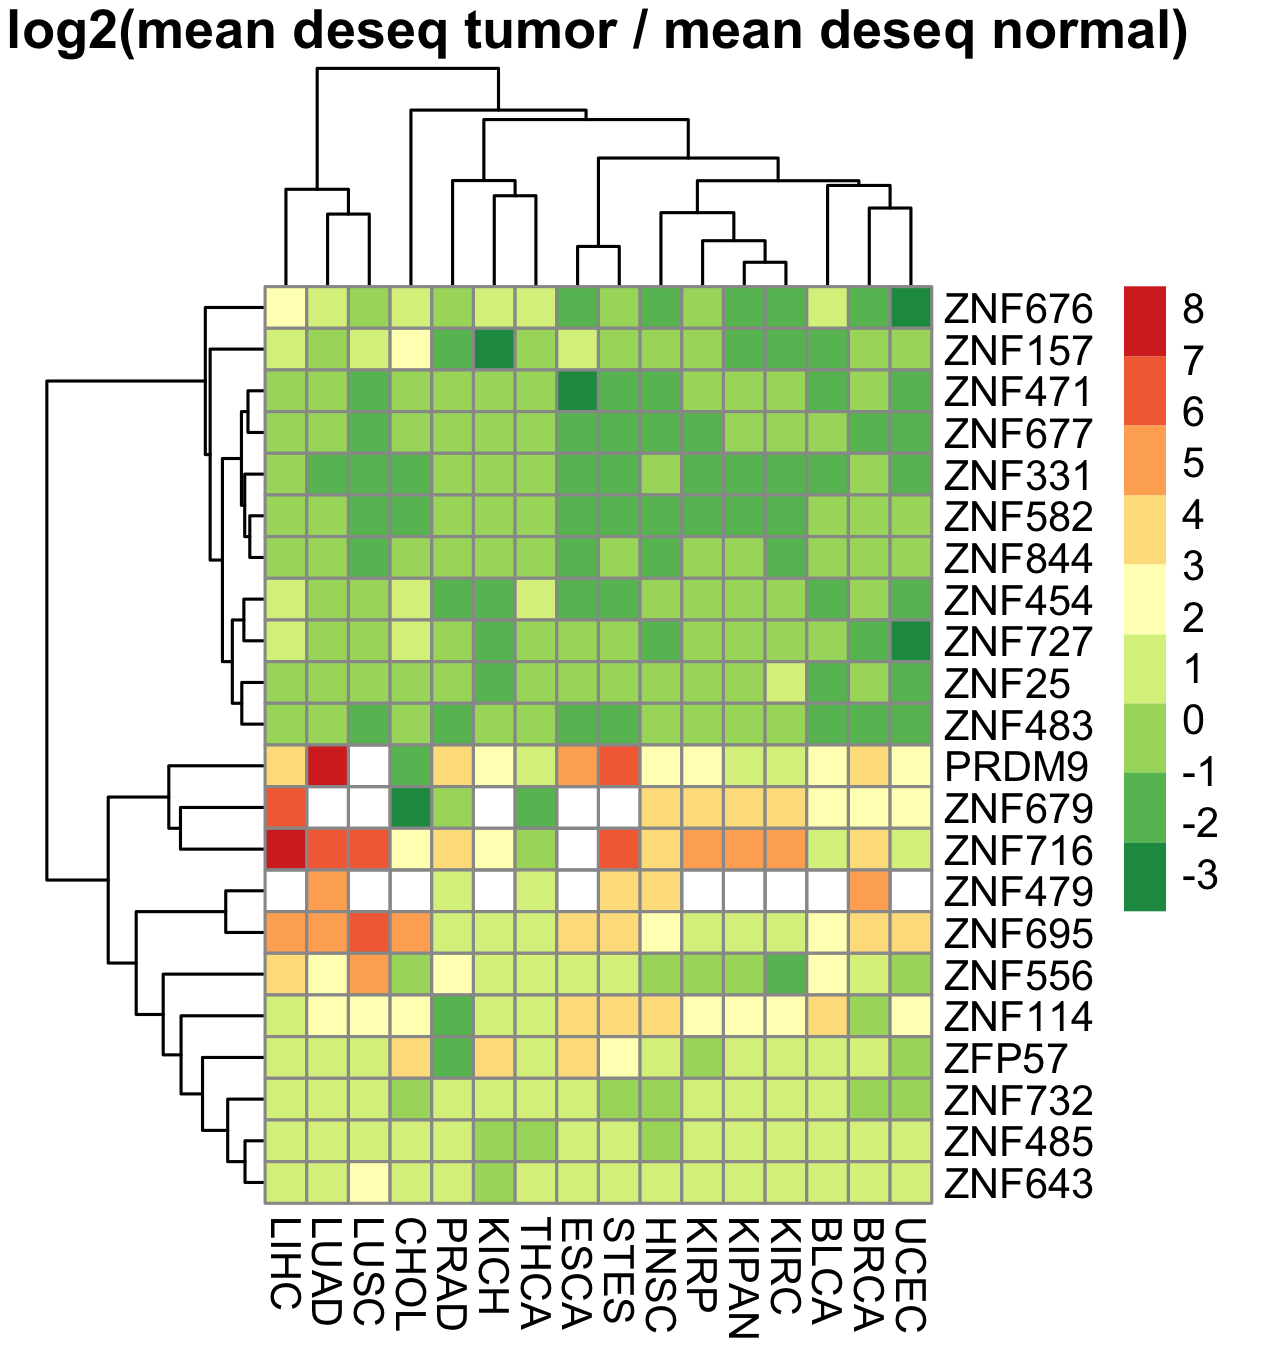 log2(mean deseq tumor / mean deseq normal)
ZNF676
ZNF157
ZNF471
ZNF677
ZNF331
ZNF582
ZNF844
ZNF454
ZNF727
ZNF25
ZNF483
PRDM9
ZNF679
ZNF716
ZNF479
ZNF695
ZNF556
ZNF114
ZFP57
ZNF732
ZNF485
ZNF643
8
7
6
5
4
3
2
1
0
-1
-2
-3
LIHC
LUAD
LUSC
CHOL
PRAD
KICH
THCA
ESCA
STES
HNSC
KIRP
KIPAN
KIRC
BLCA
BRCA
UCEC